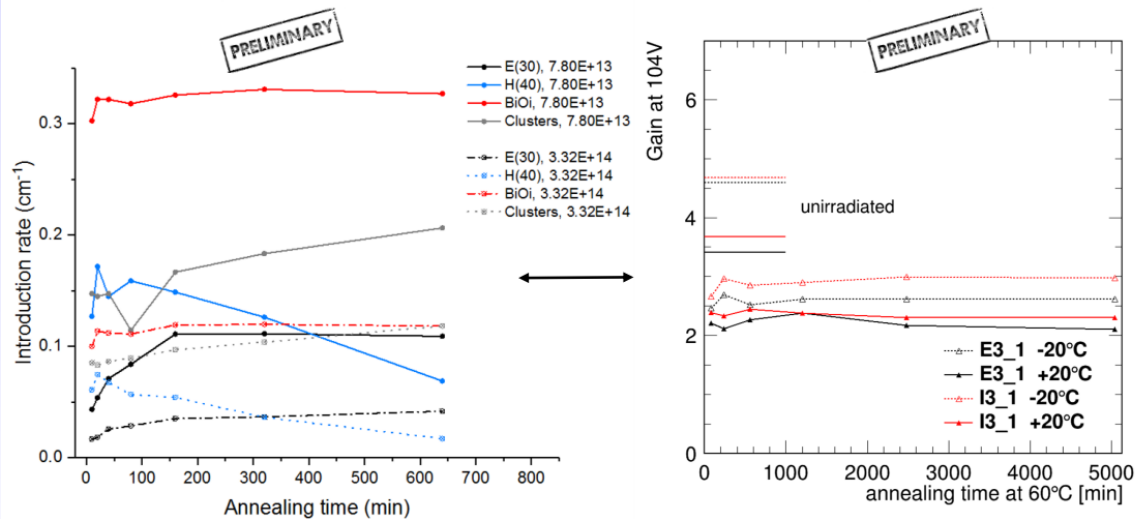 PRELIMINARY
E(30), 7.80E+13
H(40), 7.80E+13
BiOi, 7.80E+13
Clusters, 7.80E+13
E(30), 3.32E+14
H(40), 3.32E+14
BiOi, 3.32E+14
Clusters, 3.32E+14
Introduction rate (cm⁻¹)
0.3
0.2
0.1
0.0
0 100 200 300 400 500 600 700 800
Annealing time (min)
PRELIMINARY
Gain at 104V
6
4
2
0
unirradiated
E3_1 -20°C
E3_1 +20°C
I3_1 -20°C
I3_1 +20°C
0 1000 2000 3000 4000 5000
annealing time at 60°C [min]